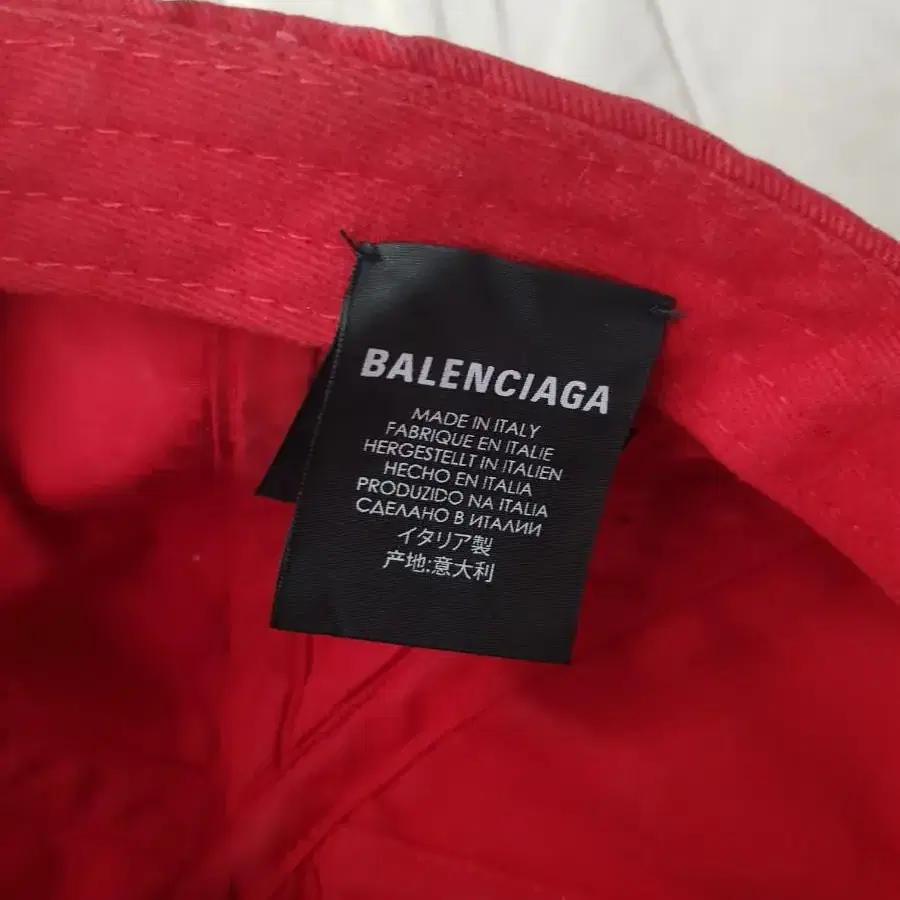 BALENCIAGA
MADE IN ITALY
FABRIQUE EN ITALIE
HERGESTELLT IN ITALIEN
HECHO EN ITALIA
PRODUZIDO NA ITALIA
СДЕЛАНО В ИТАЛИИ
イタリア製
产地:意大利